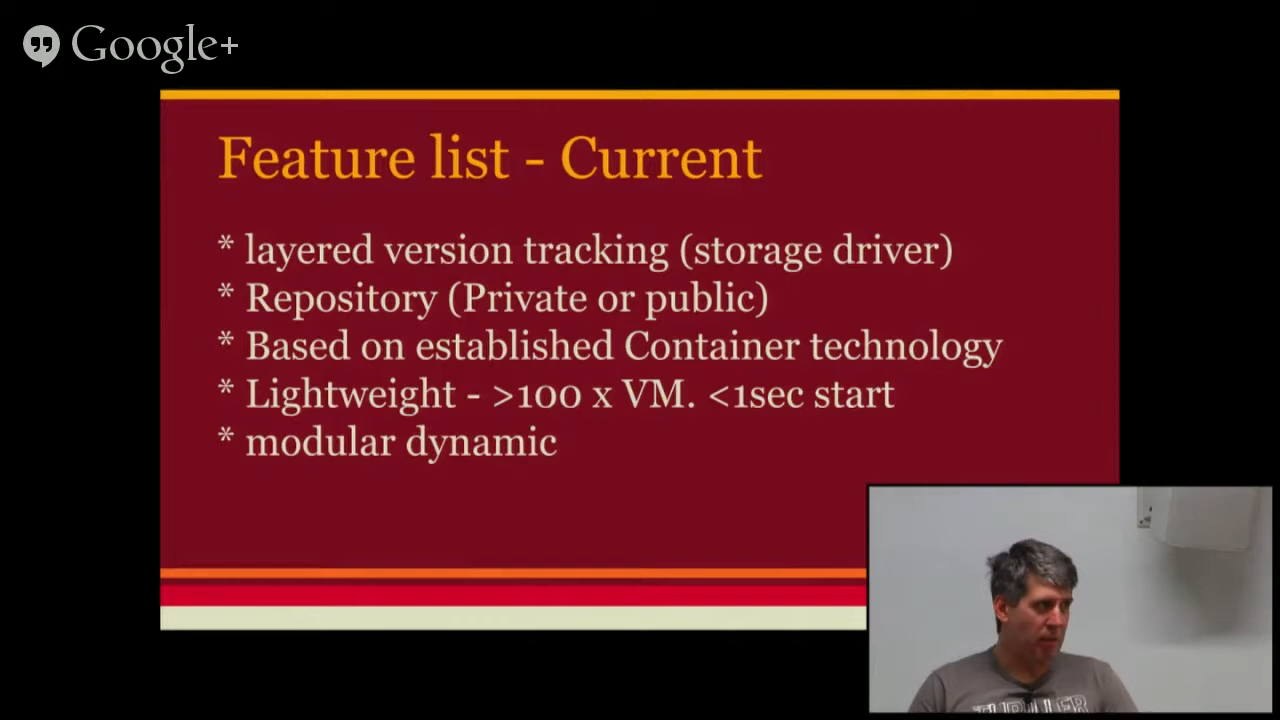 Google+
Feature list - Current
* layered version tracking (storage driver)
* Repository (Private or public)
* Based on established Container technology
* Lightweight - >100 x VM. <1sec start
* modular dynamic